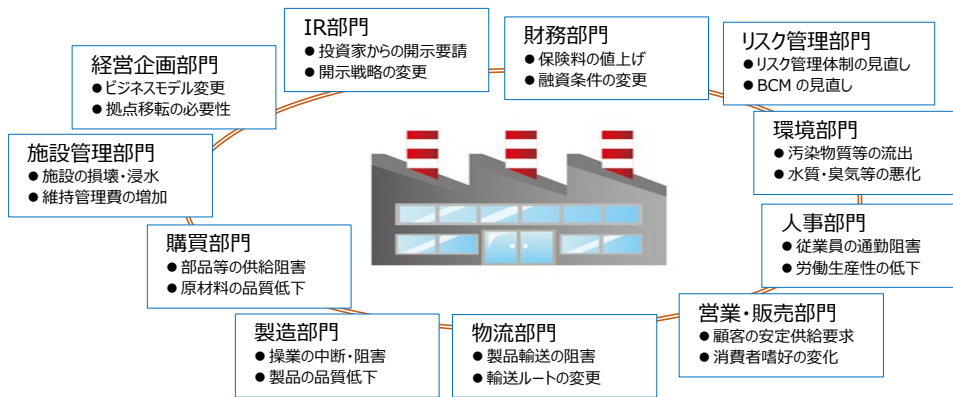 IR部門
● 投資家からの開示要請
● 開示戦略の変更
財務部門
● 保険料の値上げ
● 融資条件の変更
リスク管理部門
● リスク管理体制の見直し
● BCM の見直し
経営企画部門
● ビジネスモデル変更
● 拠点移転の必要性
環境部門
● 汚染物質等の流出
● 水質・臭気等の悪化
施設管理部門
● 施設の損壊・浸水
● 維持管理費の増加
人事部門
● 従業員の通勤阻害
● 労働生産性の低下
購買部門
● 部品等の供給阻害
● 原材料の品質低下
営業・販売部門
● 顧客の安定供給要求
● 消費者嗜好の変化
製造部門
● 操業の中断・阻害
● 製品の品質低下
物流部門
● 製品輸送の阻害
● 輸送ルートの変更